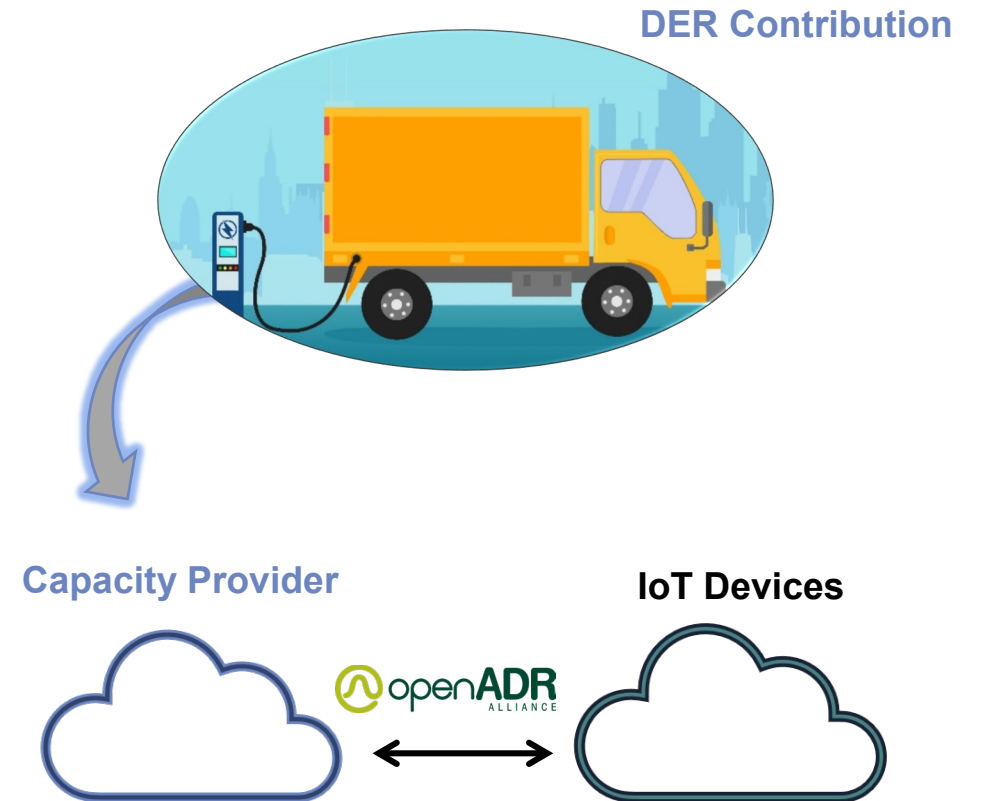 DER Contribution
Capacity Provider
IoT Devices
openADR
ALLIANCE